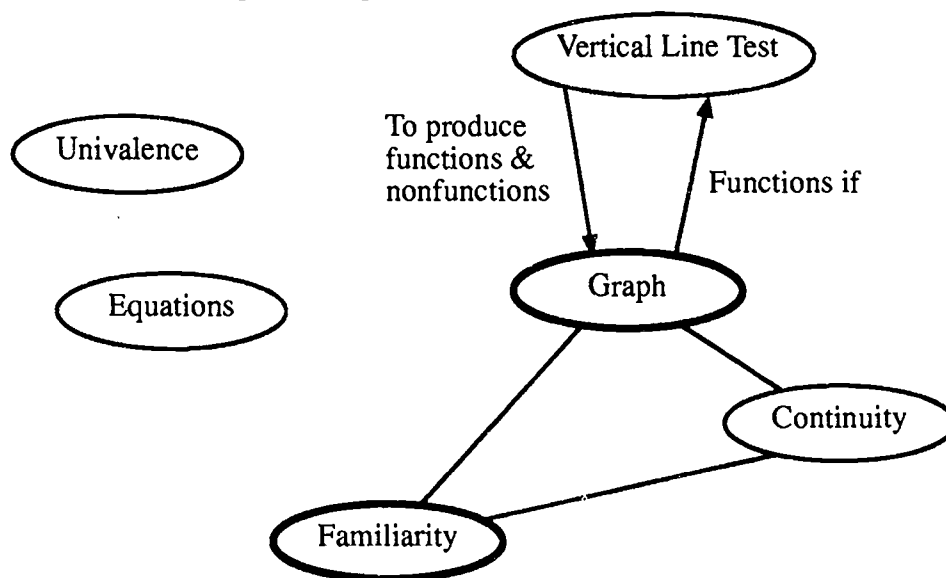 Vertical Line Test
Univalence
To produce
functions &
nonfunctions
Functions if
Graph
Equations
Continuity
Familiarity